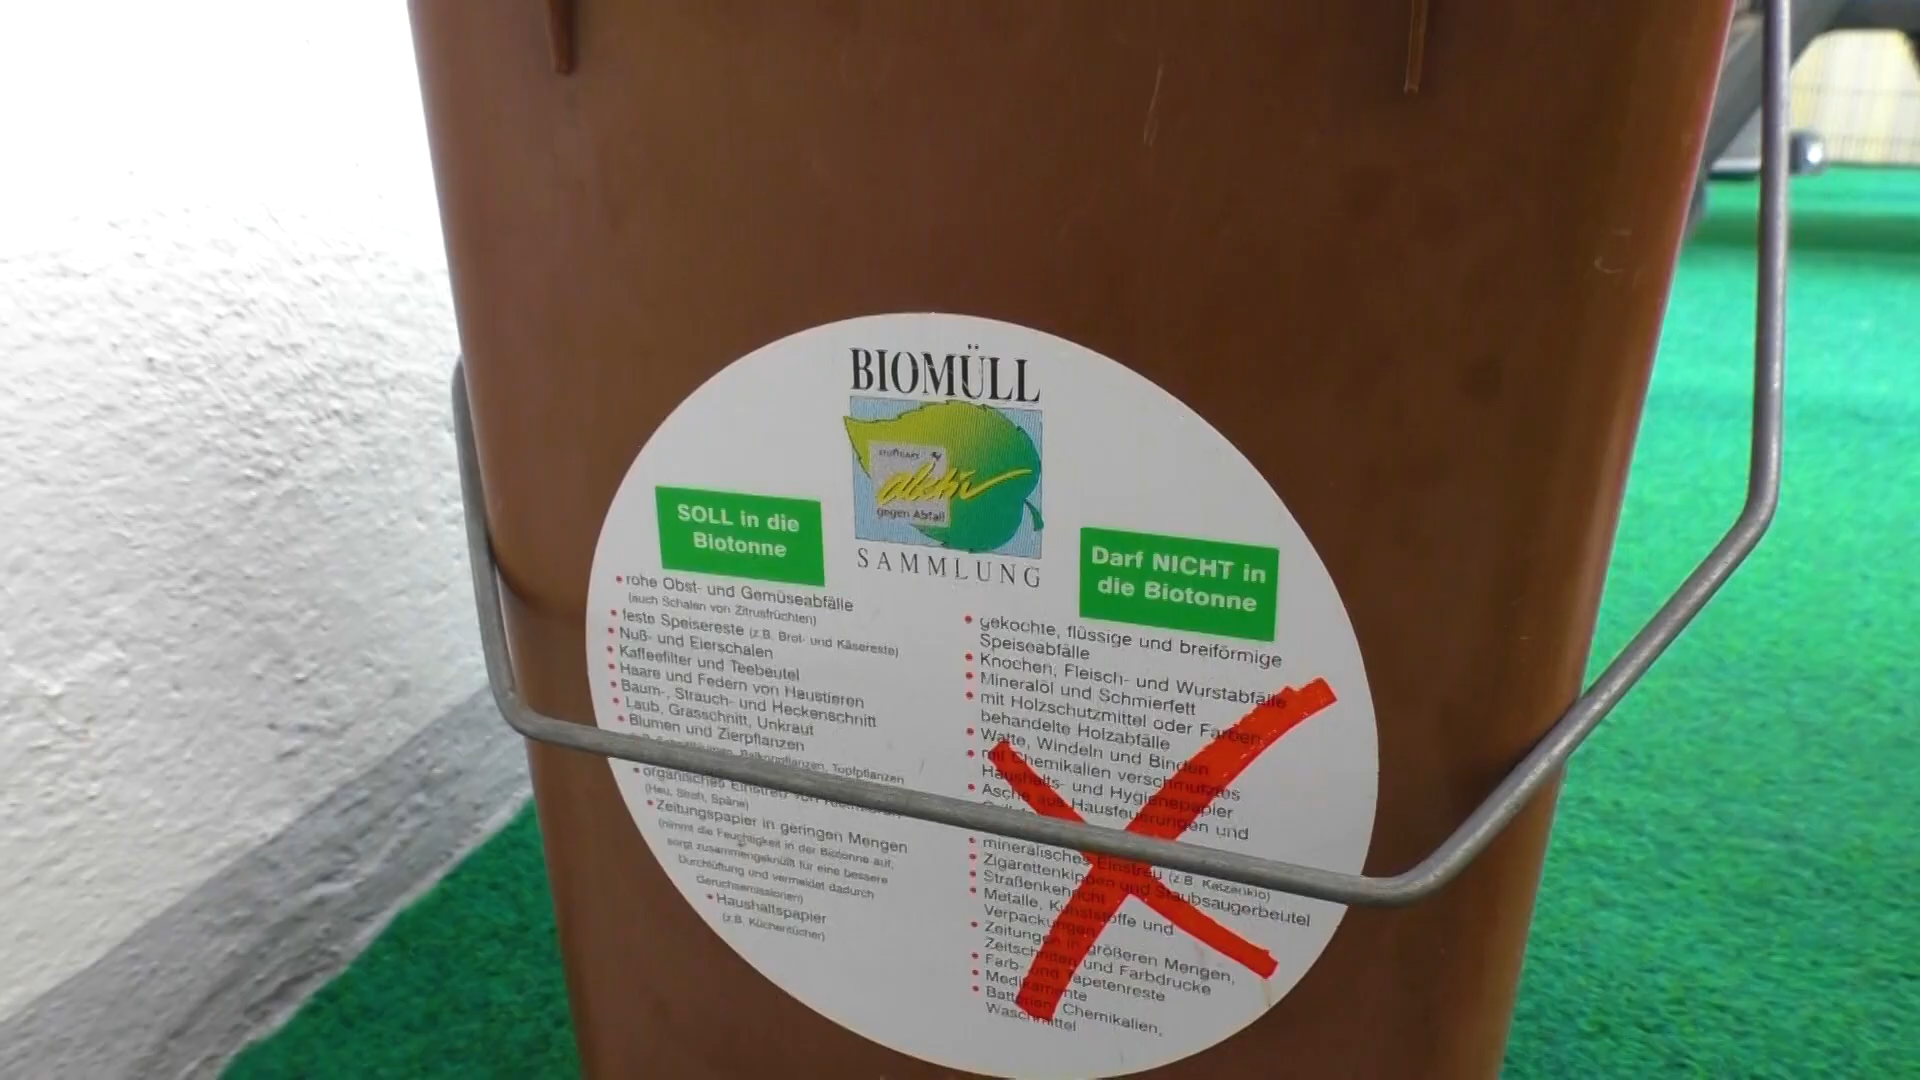 BIOMÜLL
stuttgart
aktiv
gegen Abfall
SAMMLUNG
SOLL in die
Biotonne
• rohe Obst- und Gemüseabfälle
(auch Schalen von Zitrusfrüchten)
• feste Speisereste (z.B. Brot- und Käsereste)
• Nuß- und Eierschalen
• Kaffeefilter und Teebeutel
• Haare und Federn von Haustieren
• Baum-, Strauch- und Heckenschnitt
• Laub, Grasschnitt, Unkraut
• Blumen und Zierpflanzen
Balkonpflanzen, Topfpflanzen
• organisches Einstreu von
(Heu, Stroh, Späne)
• Zeitungspapier in geringen Mengen
(nimmt die Feuchtigkeit in der Biotonne auf,
sorgt zusammengeknüllt für eine bessere
Durchlüftung und vermeidet dadurch
Geruchsemissionen)
• Haushaltspapier
(z.B. Küchentücher)
Darf NICHT in
die Biotonne
• gekochte, flüssige und breiförmige
Speiseabfälle
• Knochen, Fleisch- und Wurstabfälle
• Mineralöl und Schmierfett
• mit Holzschutzmittel oder Farben
behandelte Holzabfälle
• Watte, Windeln und Binden
• mit Chemikalien verschmutztes
Haushalts- und Hygienepapier
• Asche aus Hausfeuerungen und
• mineralisches Einstreu (z.B. Katzenklo)
• Zigarettenkippen und Staubsaugerbeutel
• Straßenkehricht
• Metalle, Kunststoffe und
Verpackungen
• Zeitungen in größeren Mengen,
Zeitschriften und Farbdrucke
• Farb- und Tapetenreste
• Medikamente
• Batterien, Chemikalien,
Waschmittel